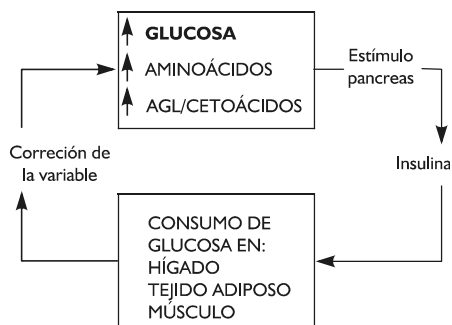 GLUCOSA
AMINOÁCIDOS
AGL/CETOÁCIDOS
Estímulo
pancreas
Insulina
CONSUMO DE
GLUCOSA EN:
HÍGADO
TEJIDO ADIPOSO
MÚSCULO
Correción de
la variable